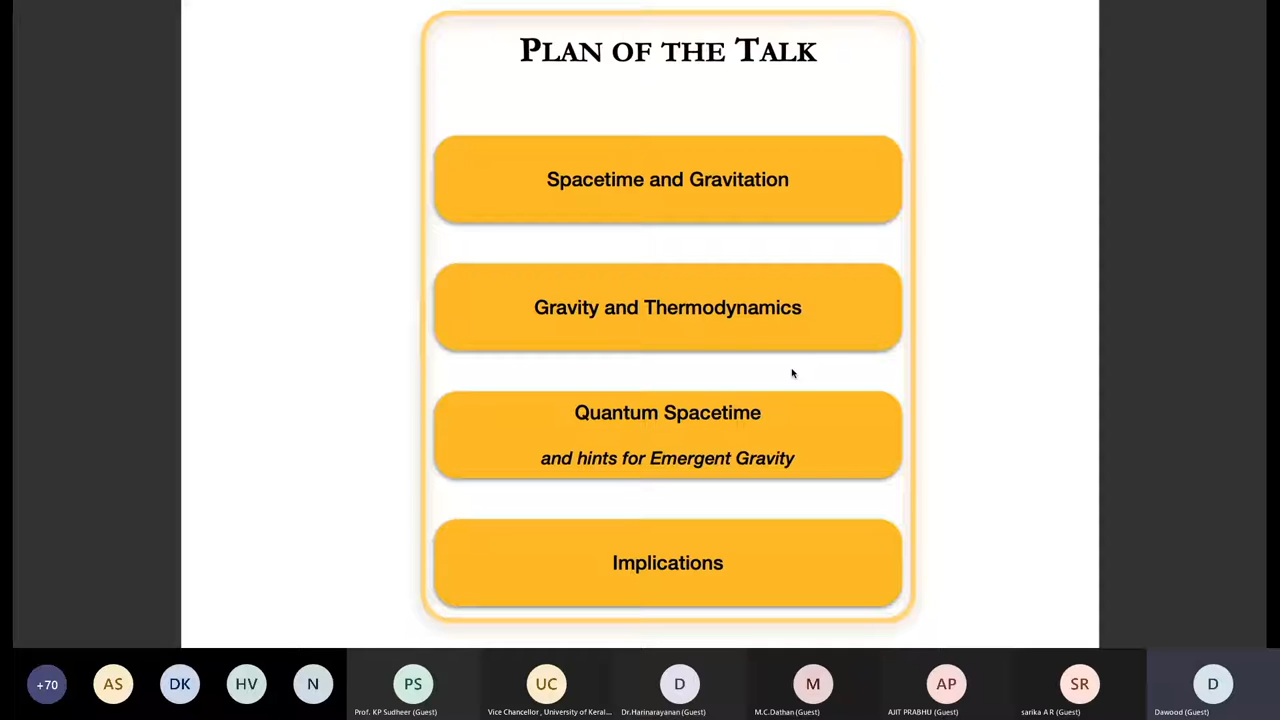 PLAN OF THE TALK
Spacetime and Gravitation
Gravity and Thermodynamics
Quantum Spacetime
and hints for Emergent Gravity
Implications
+70
AS
DK
HV
N
PS
UC
D
M
AP
SR
D
Prof. KP Sudheer (Guest)
Vice Chancellor , University of Keral...
Dr.Harinarayanan (Guest)
M.C.Dathan (Guest)
AJIT PRABHU (Guest)
sarika A R (Guest)
Dawood (Guest)